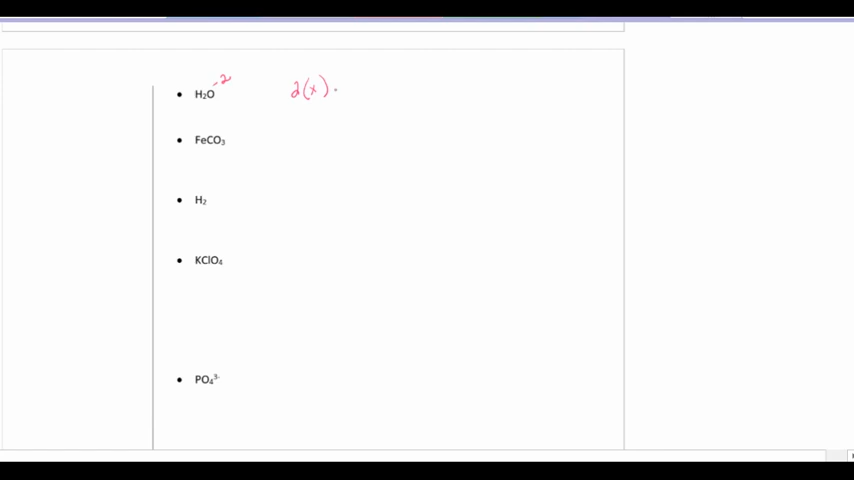 • H₂O⁻² 2(x) ·
• FeCO₃
• H₂
• KClO₄
• PO₄³⁻